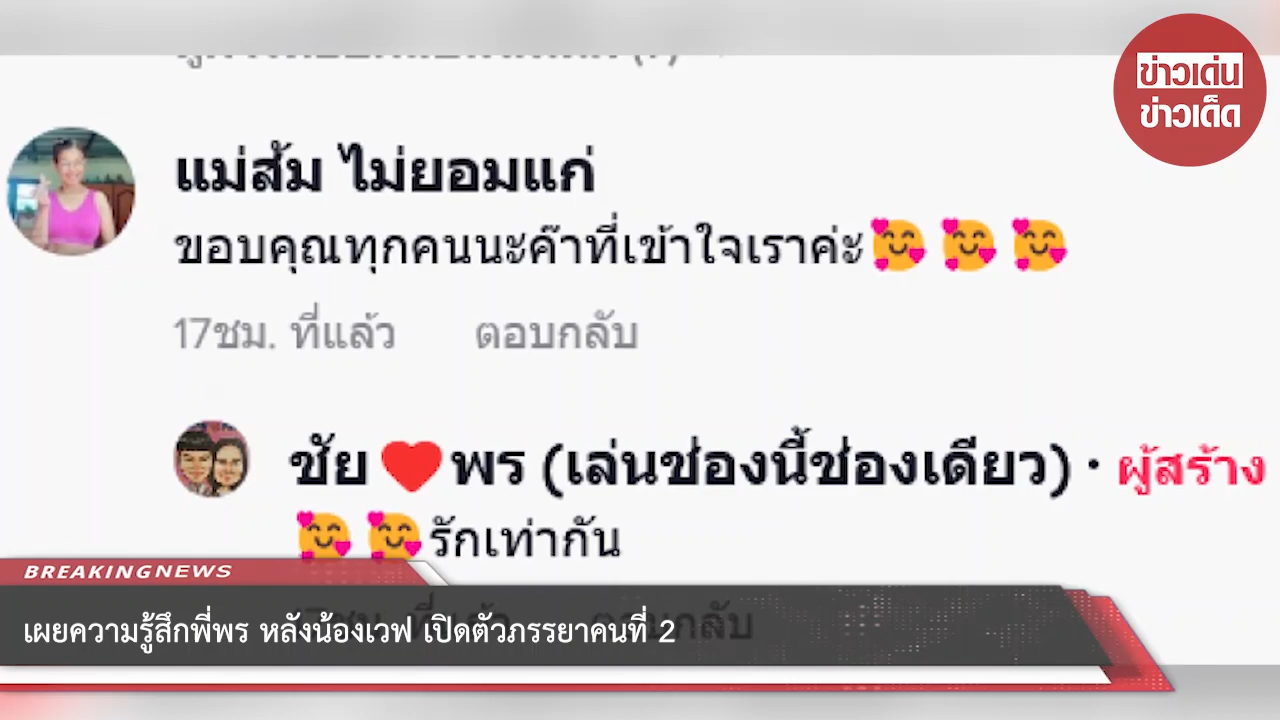 ข่าวเด่น
ข่าวเด็ด
แม่ส้ม ไม่ยอมแก่
ขอบคุณทุกคนนะค๊าที่เข้าใจเราค่ะ🥰 🥰 🥰
17ชม. ที่แล้ว ตอบกลับ
ชัย❤️พร (เล่นช่องนี้ช่องเดียว) · ผู้สร้าง
🥰 🥰รักเท่ากัน
BREAKINGNEWS
เผยความรู้สึกพี่พร หลังน้องเวฟ เปิดตัวภรรยาคนที่ 2